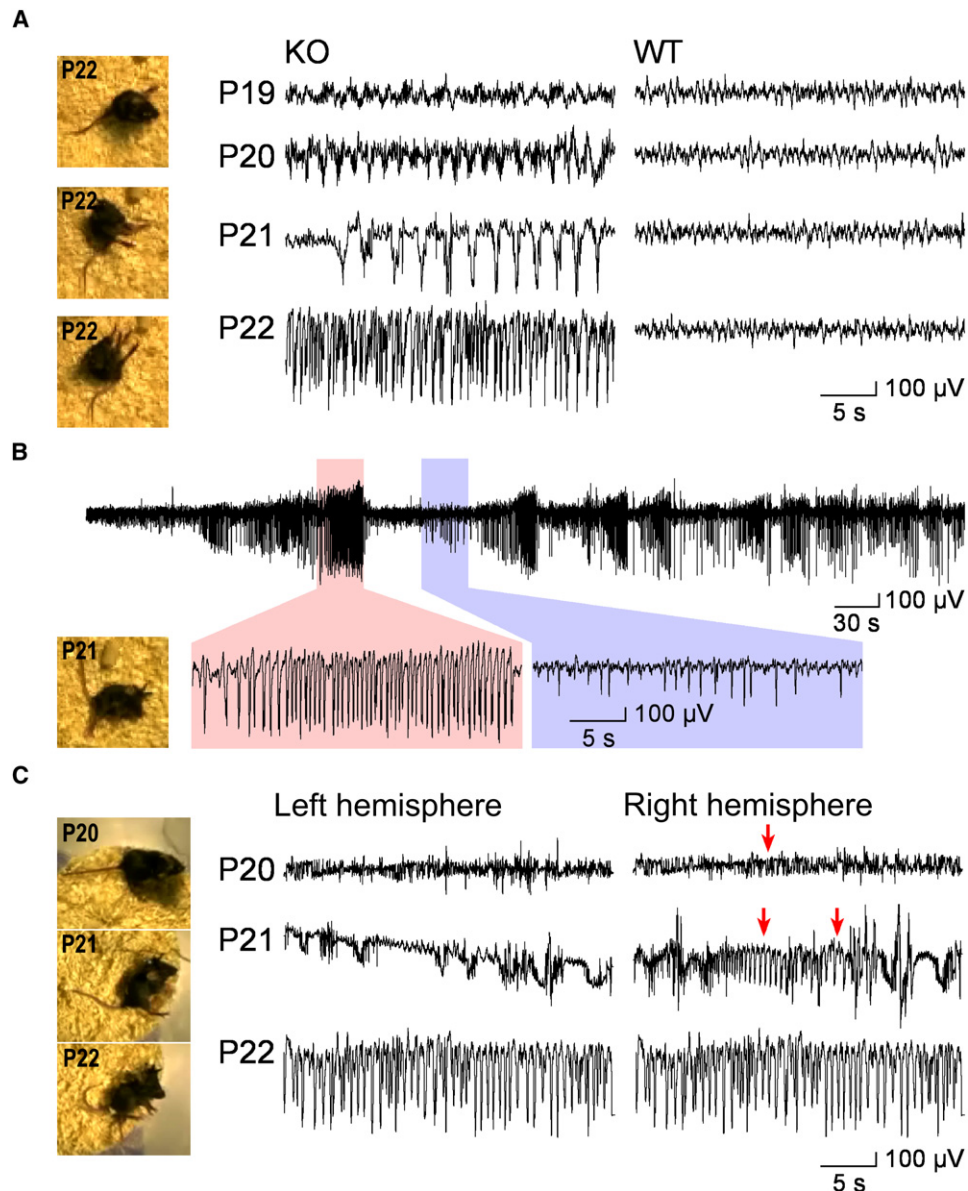 A
KO
WT
P22
P19
P20
P22
P21
P22
P22
100 µV
5 s
B
100 µV
30 s
P21
100 µV
5 s
C
Left hemisphere
Right hemisphere
P20
P20
P21
P21
P22
P22
100 µV
5 s